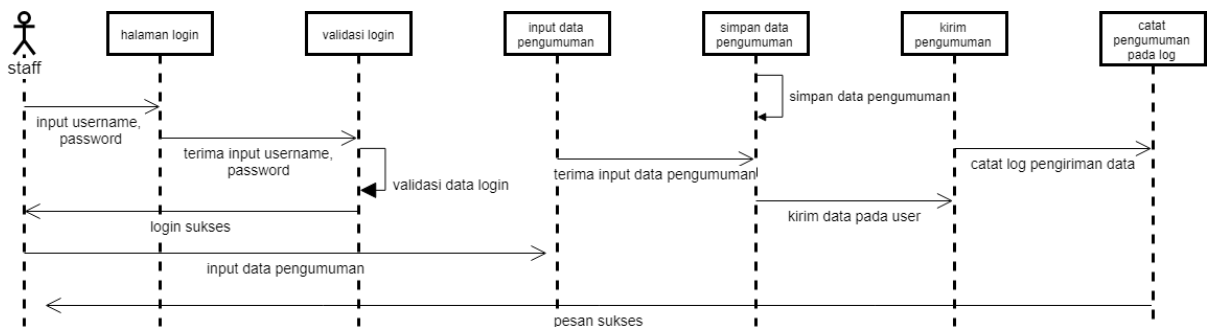 staff
halaman login
validasi login
input data
pengumuman
simpan data
pengumuman
kirim
pengumuman
catat
pengumuman
pada log
simpan data pengumuman
input username,
password
terima input username,
password
validasi data login
terima input data pengumuman
catat log pengiriman data
login sukses
kirim data pada user
input data pengumuman
pesan sukses